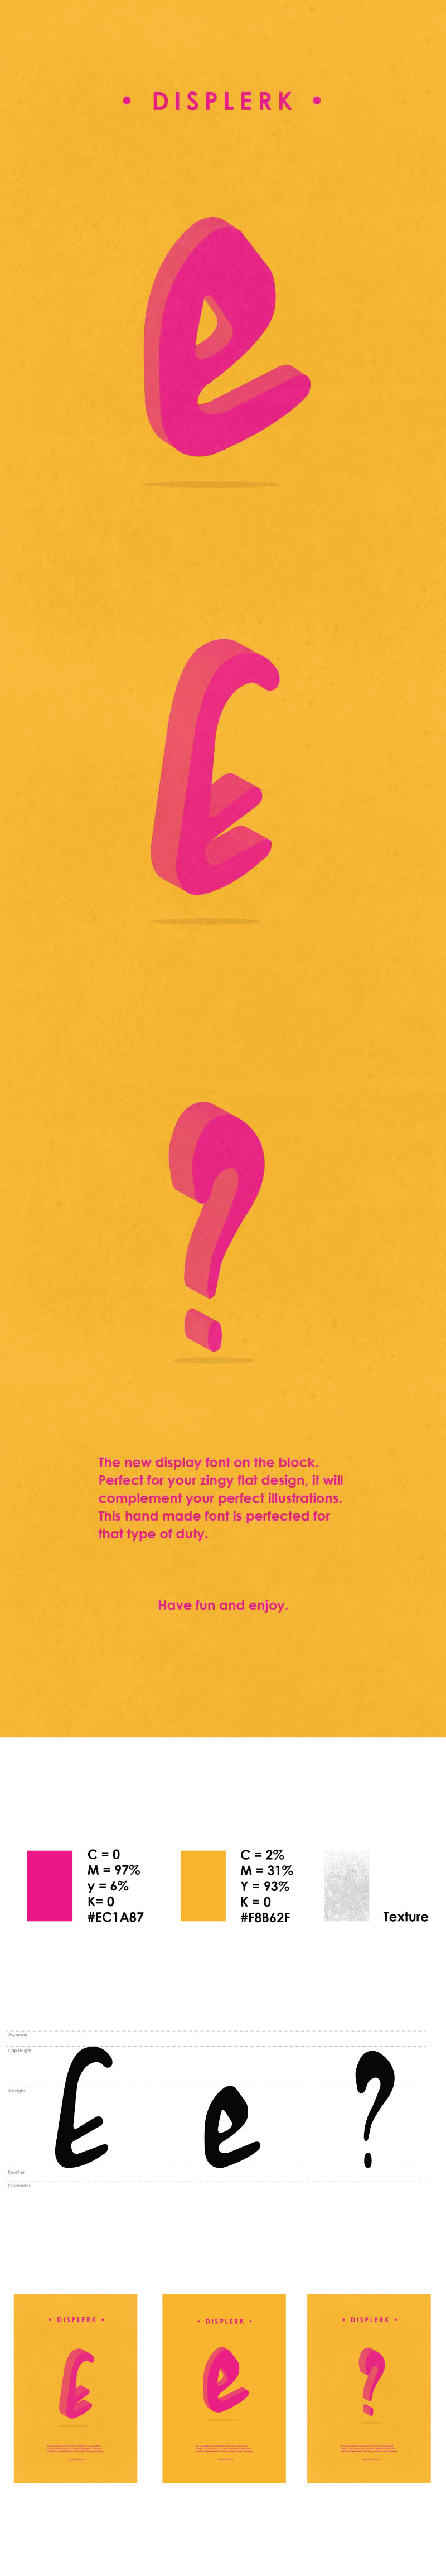 • DISPLERK •
e
E
?
The new display font on the block.
Perfect for your zingy flat design, it will
complement your perfect illustrations.
This hand made font is perfected for
that type of duty.
Have fun and enjoy.
C = 0
M = 97%
y = 6%
K= 0
#EC1A87
C = 2%
M = 31%
Y = 93%
K = 0
#F8B62F
Texture
Ascender
Cap Height
X-height
Baseline
Descender
E e ?
• DISPLERK • • DISPLERK • • DISPLERK •
E e ?